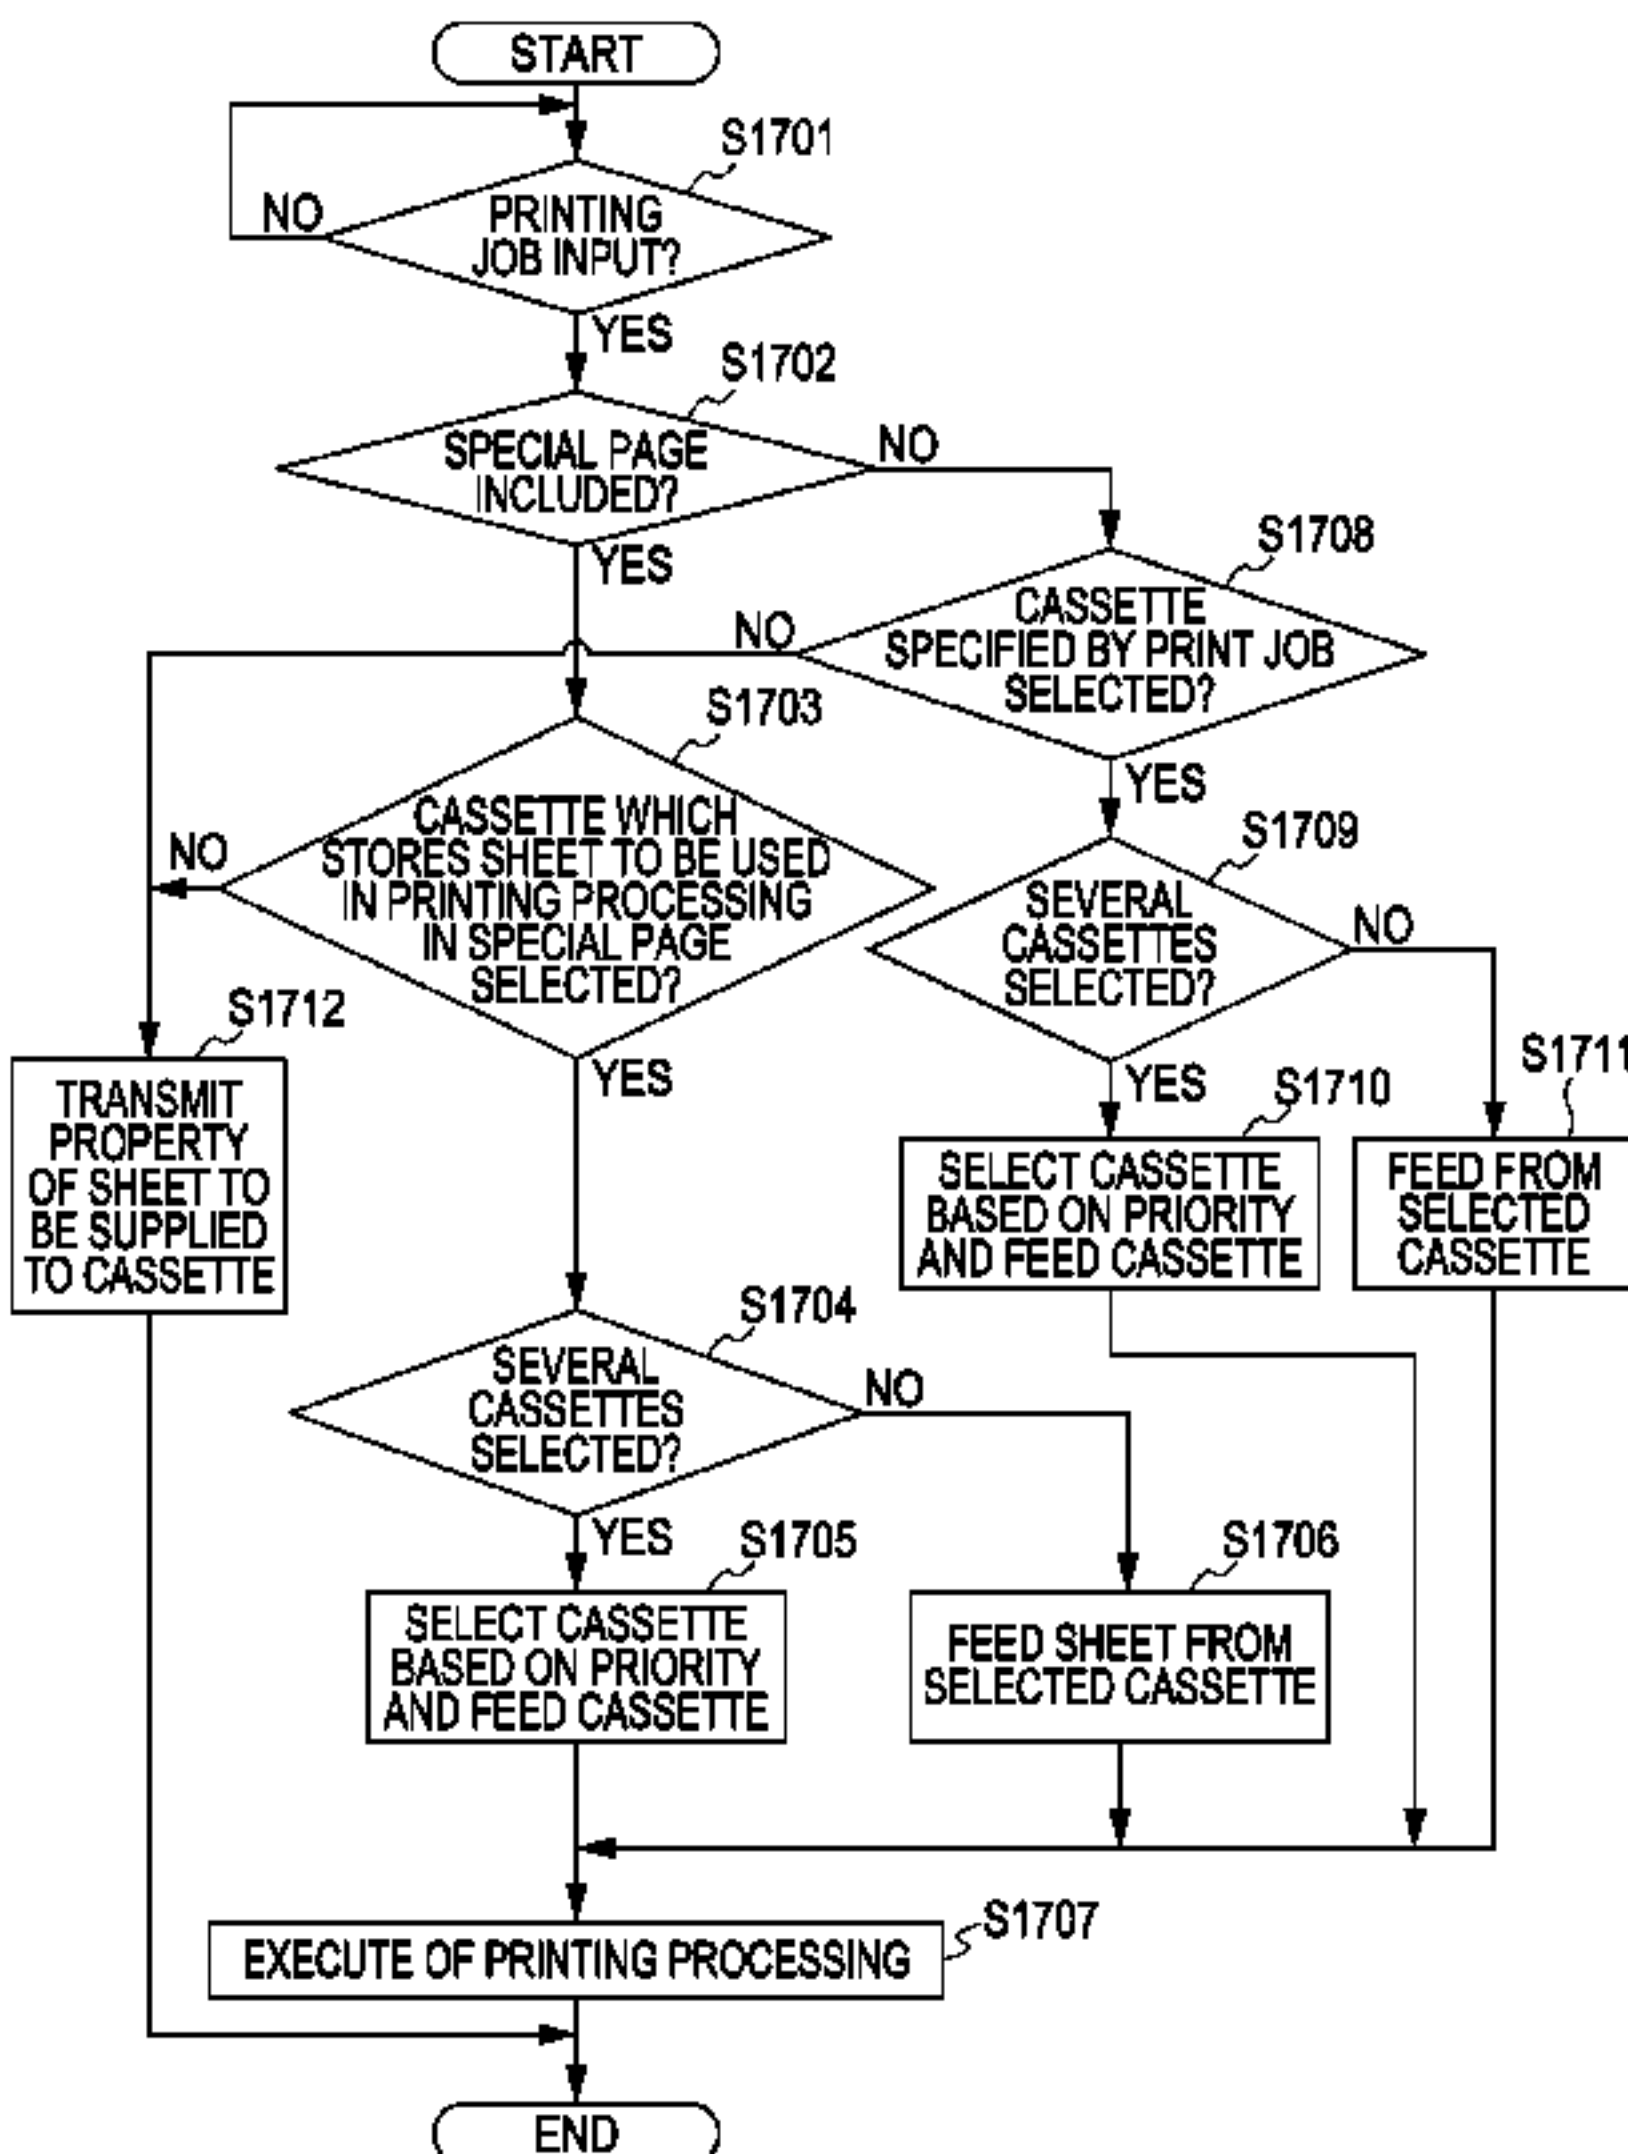 START
S1701
NO
PRINTING
JOB INPUT?
YES
S1702
SPECIAL PAGE
INCLUDED?
NO
YES
S1708
CASSETTE
SPECIFIED BY PRINT JOB
SELECTED?
NO
YES
S1703
CASSETTE WHICH
STORES SHEET TO BE USED
IN PRINTING PROCESSING
IN SPECIAL PAGE
SELECTED?
NO
YES
S1709
SEVERAL
CASSETTES
SELECTED?
NO
YES
S1712
TRANSMIT
PROPERTY
OF SHEET TO
BE SUPPLIED
TO CASSETTE
S1710
SELECT CASSETTE
BASED ON PRIORITY
AND FEED CASSETTE
S1711
FEED FROM
SELECTED
CASSETTE
S1704
SEVERAL
CASSETTES
SELECTED?
NO
YES
S1705
SELECT CASSETTE
BASED ON PRIORITY
AND FEED CASSETTE
S1706
FEED SHEET FROM
SELECTED CASSETTE
S1707
EXECUTE OF PRINTING PROCESSING
END